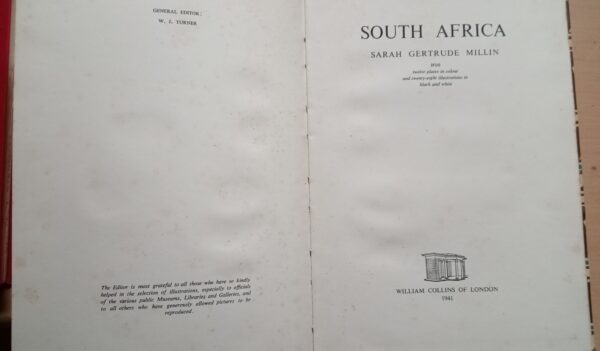 GENERAL EDITOR:
W. J. TURNER
The Editor is most grateful to all those who have so kindly
helped in the selection of illustrations, especially to officials
of the various public Museums, Libraries and Galleries, and
to all others who have generously allowed pictures to be
reproduced.
SOUTH AFRICA
SARAH GERTRUDE MILLIN
With
twelve plates in colour
and twenty-eight illustrations in
black and white
WILLIAM COLLINS OF LONDON
1941